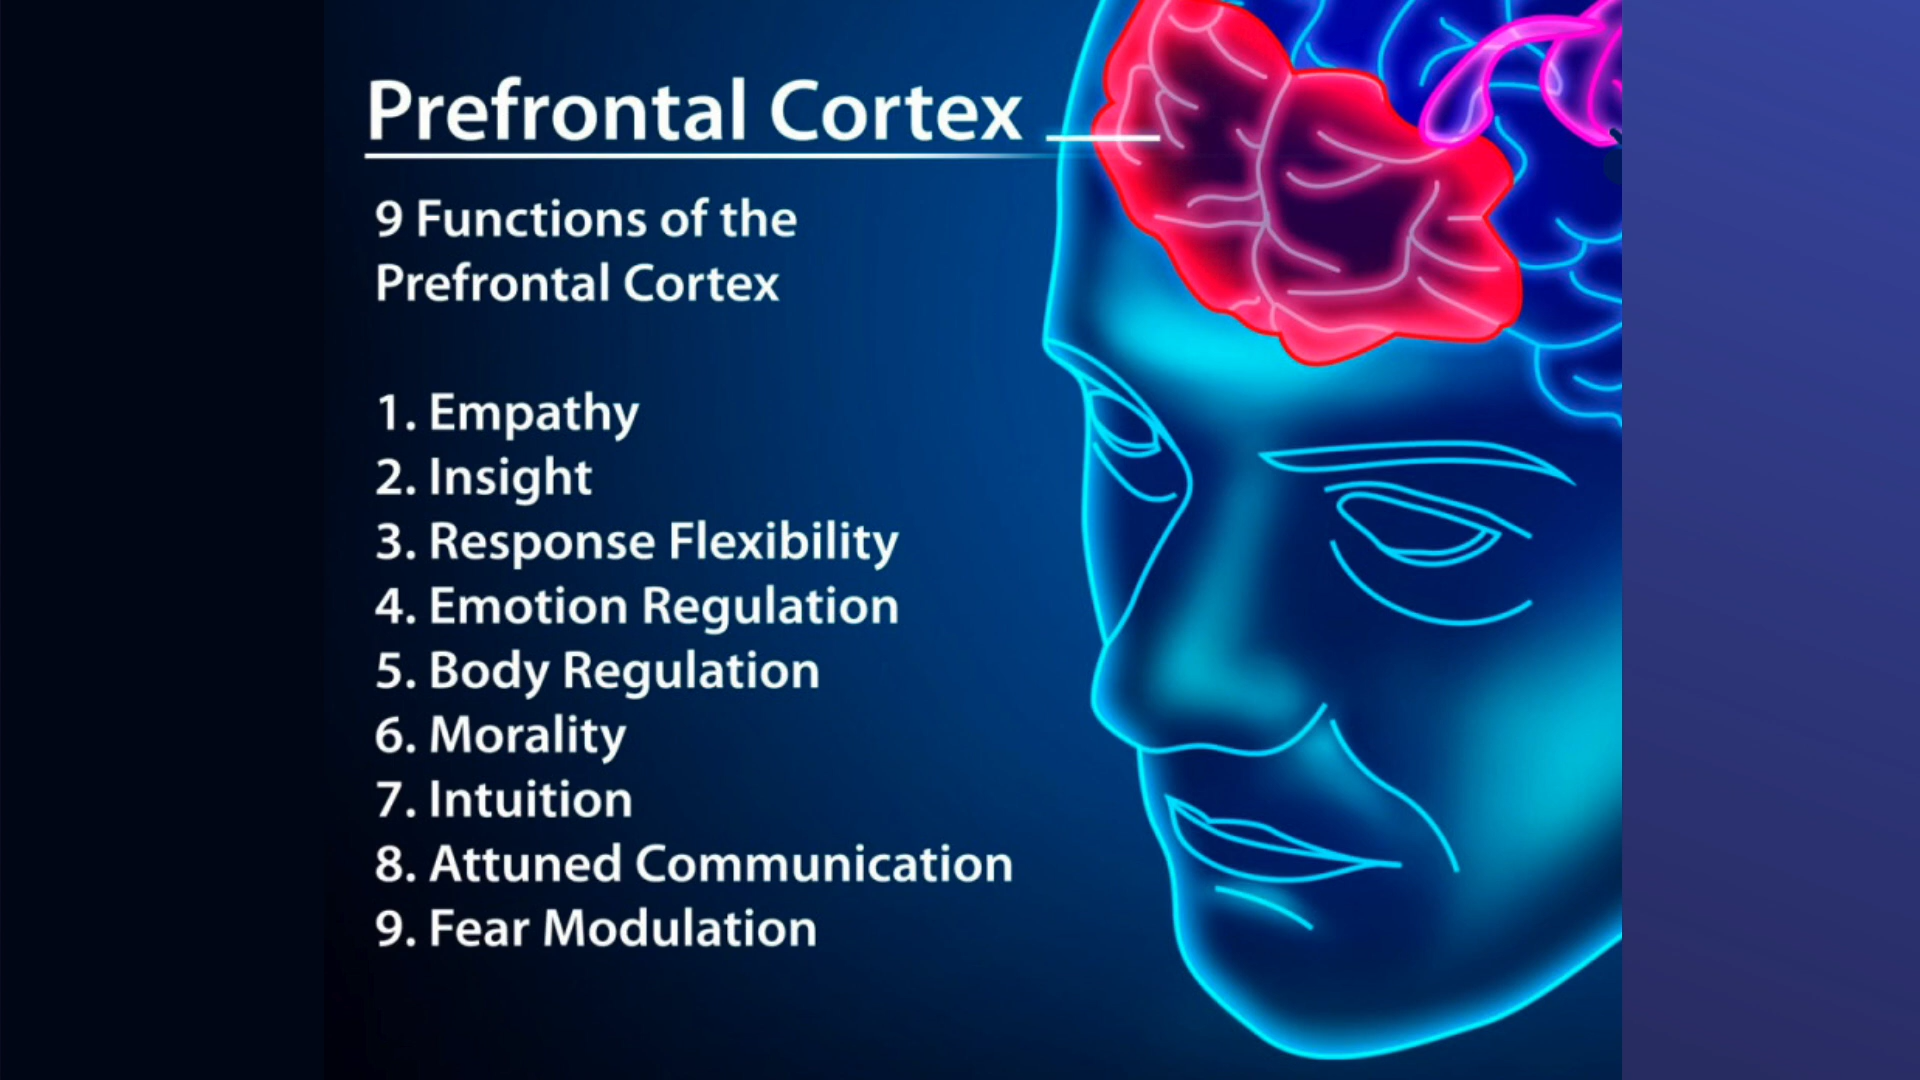 Prefrontal Cortex
9 Functions of the
Prefrontal Cortex
1. Empathy
2. Insight
3. Response Flexibility
4. Emotion Regulation
5. Body Regulation
6. Morality
7. Intuition
8. Attuned Communication
9. Fear Modulation